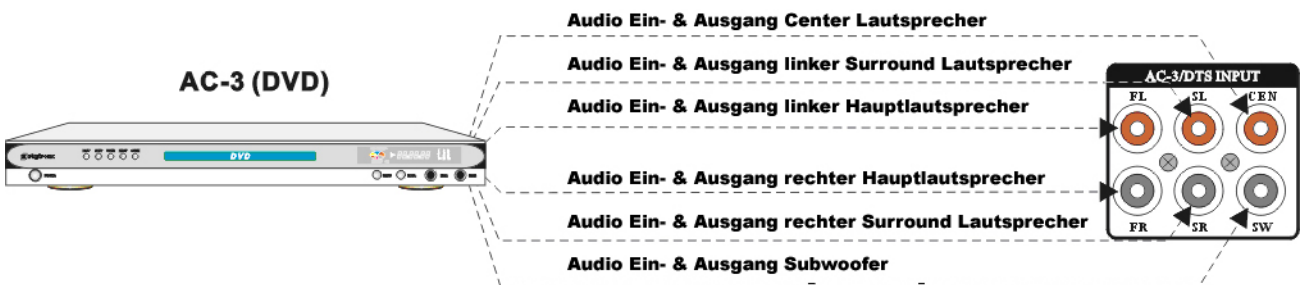 Audio Ein- & Ausgang Center Lautsprecher
AC-3 (DVD)
Audio Ein- & Ausgang linker Surround Lautsprecher
Audio Ein- & Ausgang linker Hauptlautsprecher
AC-3/DTS INPUT
FL SL CEN
DVD
Audio Ein- & Ausgang rechter Hauptlautsprecher
Audio Ein- & Ausgang rechter Surround Lautsprecher
FR SR SW
Audio Ein- & Ausgang Subwoofer